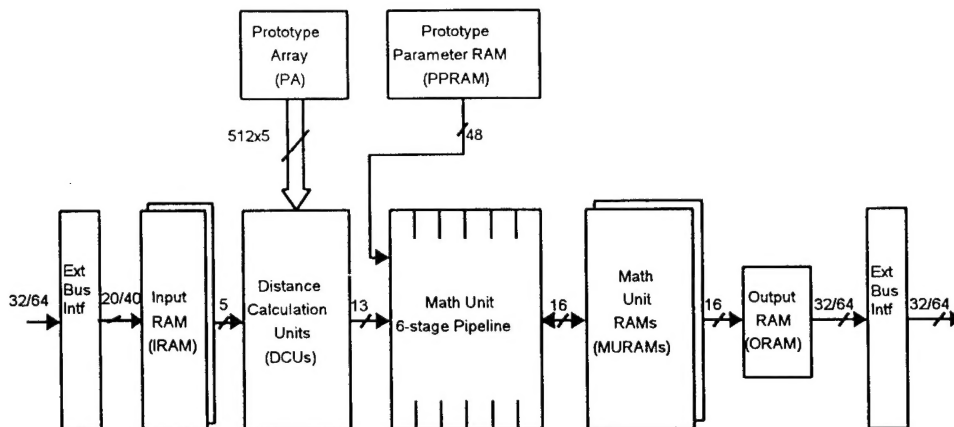 Prototype
Array
(PA)
Prototype
Parameter RAM
(PPRAM)
512x5
48
32/64
Ext
Bus
Intf
20/40
Input
RAM
(IRAM)
5
Distance
Calculation
Units
(DCUs)
13
Math Unit
6-stage Pipeline
16
Math
Unit
RAMs
(MURAMs)
16
Output
RAM
(ORAM)
32/64
Ext
Bus
Intf
32/64